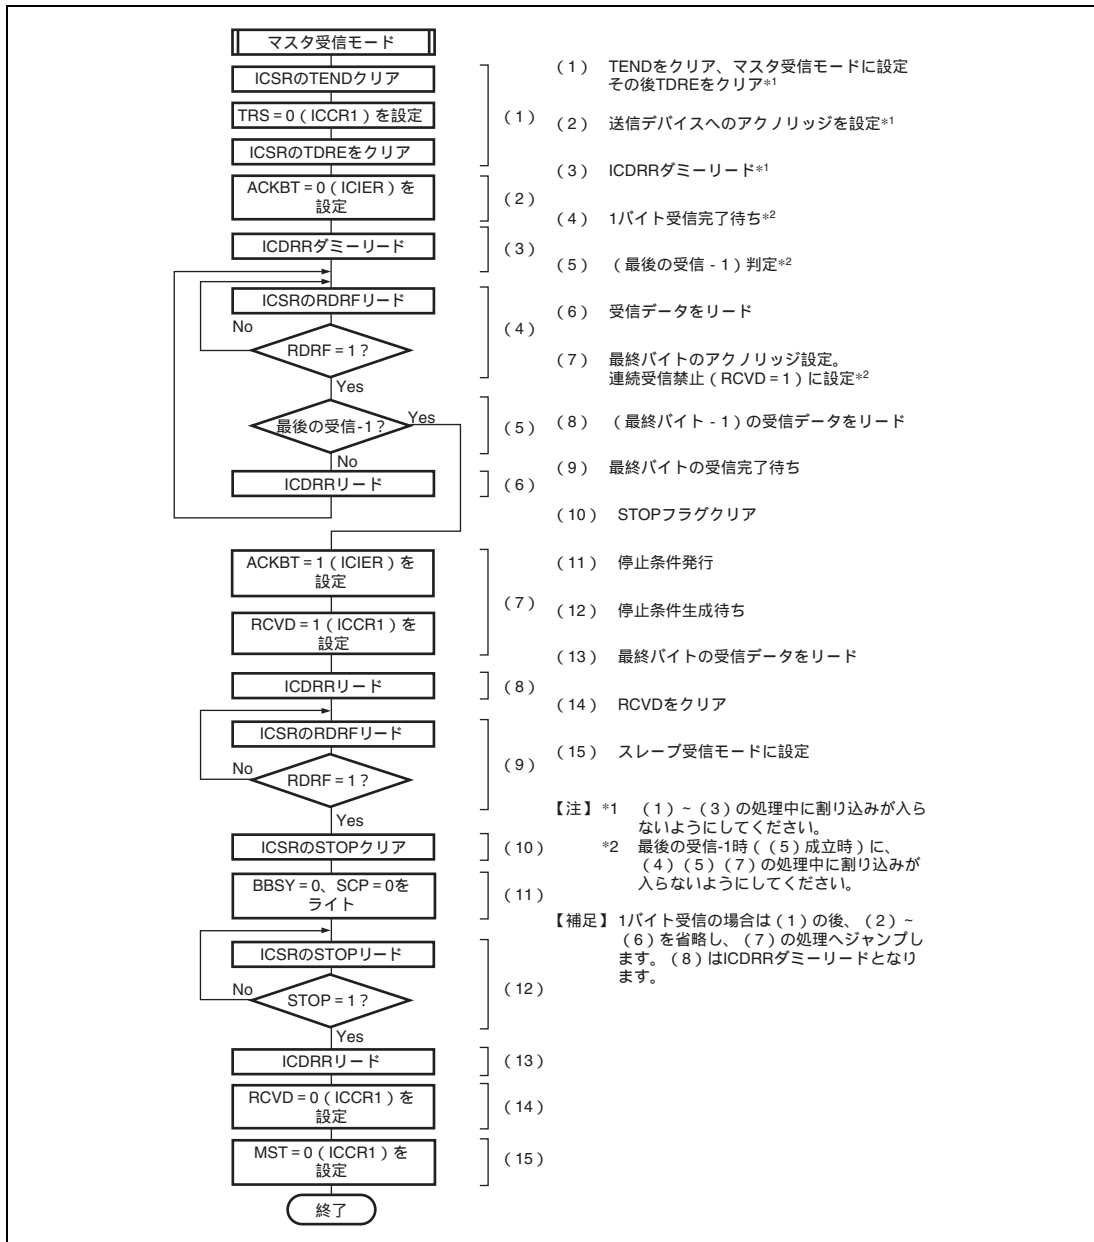 マスタ受信モード
ICSRのTENDクリア
TRS = 0 ( ICCR1 ) を設定
ICSRのTDREをクリア
( 1 )
ACKBT = 0 ( ICIER ) を
設定
( 2 )
ICDRRダミーリード
( 3 )
ICSRのRDRFリード
No
RDRF = 1 ?
( 4 )
Yes
最後の受信-1 ?
Yes
( 5 )
No
ICDRRリード
( 6 )
ACKBT = 1 ( ICIER ) を
設定
RCVD = 1 ( ICCR1 ) を
設定
( 7 )
ICDRRリード
( 8 )
ICSRのRDRFリード
No
RDRF = 1 ?
( 9 )
Yes
ICSRのSTOPクリア
( 10 )
BBSY = 0、SCP = 0を
ライト
( 11 )
ICSRのSTOPリード
No
STOP = 1 ?
( 12 )
Yes
ICDRRリード
( 13 )
RCVD = 0 ( ICCR1 ) を
設定
( 14 )
MST = 0 ( ICCR1 ) を
設定
( 15 )
終了
( 1 ) TENDをクリア、マスタ受信モードに設定
その後TDREをクリア*1
( 2 ) 送信デバイスへのアクノリッジを設定*1
( 3 ) ICDRRダミーリード*1
( 4 ) 1バイト受信完了待ち*2
( 5 ) ( 最後の受信 - 1 ) 判定*2
( 6 ) 受信データをリード
( 7 ) 最終バイトのアクノリッジ設定。
連続受信禁止 ( RCVD = 1 ) に設定*2
( 8 ) ( 最終バイト - 1 ) の受信データをリード
( 9 ) 最終バイトの受信完了待ち
( 10 ) STOPフラグクリア
( 11 ) 停止条件発行
( 12 ) 停止条件生成待ち
( 13 ) 最終バイトの受信データをリード
( 14 ) RCVDをクリア
( 15 ) スレーブ受信モードに設定
【注】 *1 ( 1 ) ~ ( 3 ) の処理中に割り込みが入ら
ないようにしてください。
*2 最後の受信-1時 ( ( 5 ) 成立時 ) に、
( 4 ) ( 5 ) ( 7 ) の処理中に割り込みが
入らないようにしてください。
【補足】 1バイト受信の場合は ( 1 ) の後、( 2 ) ~
( 6 ) を省略し、( 7 ) の処理へジャンプし
ます。( 8 ) はICDRRダミーリードとなり
ます。